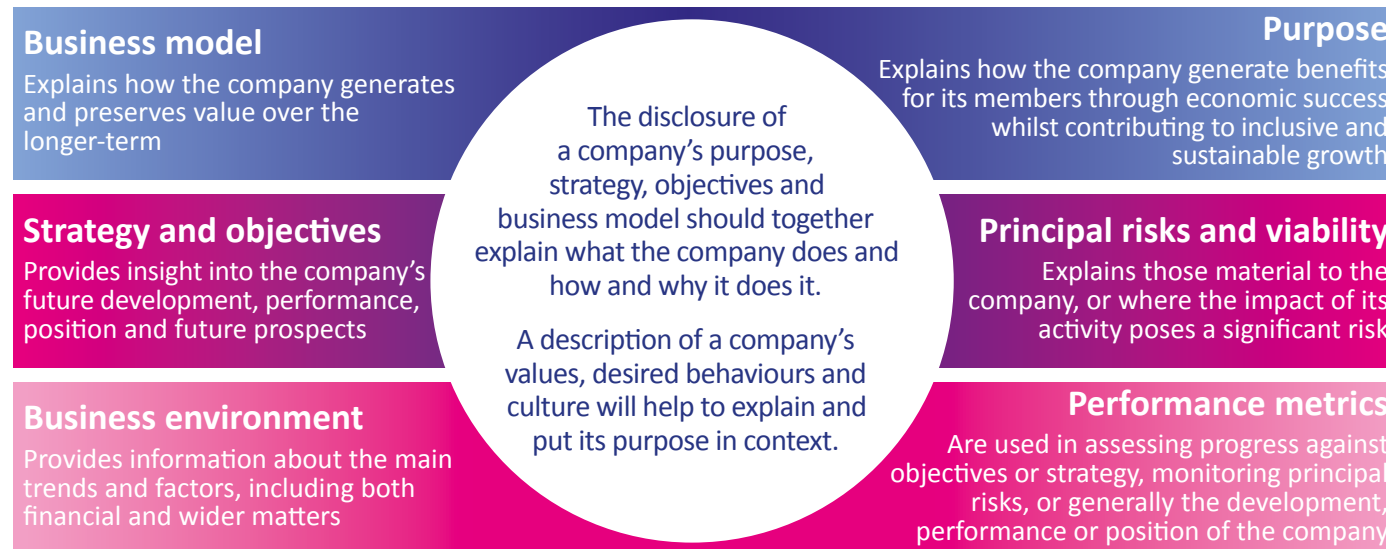 Business model
Explains how the company generates
and preserves value over the
longer-term
Purpose
Explains how the company generate benefits
for its members through economic success
whilst contributing to inclusive and
sustainable growth
The disclosure of
a company’s purpose,
strategy, objectives and
business model should together
explain what the company does and
how and why it does it.
A description of a company’s
values, desired behaviours and
culture will help to explain and
put its purpose in context.
Strategy and objectives
Provides insight into the company’s
future development, performance,
position and future prospects
Principal risks and viability
Explains those material to the
company, or where the impact of its
activity poses a significant risk
Business environment
Provides information about the main
trends and factors, including both
financial and wider matters
Performance metrics
Are used in assessing progress against
objectives or strategy, monitoring principal
risks, or generally the development,
performance or position of the company